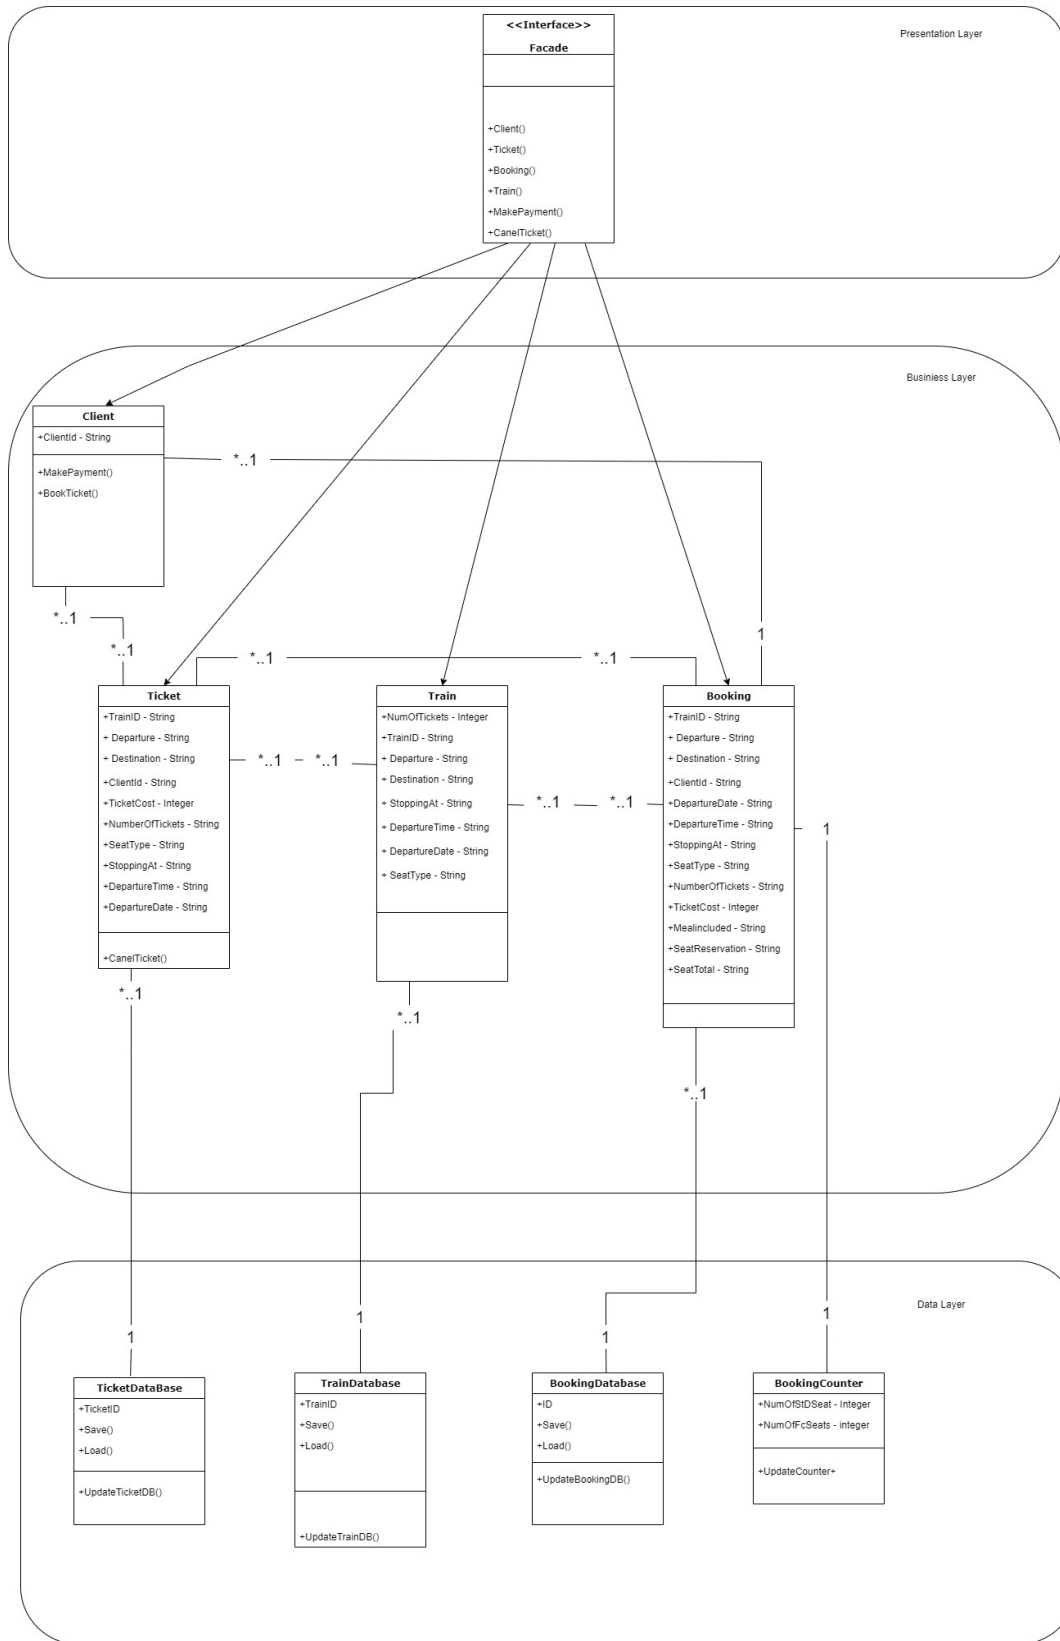 <<Interface>>
Facade
Presentation Layer
+Client()
+Ticket()
+Booking()
+Train()
+MakePayment()
+CanelTicket()
Businiess Layer
Client
+ClientId - String
+MakePayment()
+BookTicket()
*..1
*..1
*..1
*..1
*..1
1
Ticket
+TrainID - String
+ Departure - String
+ Destination - String
+ClientId - String
+TicketCost - Integer
+NumberOfTickets - String
+SeatType - String
+StoppingAt - String
+DepartureTime - String
+DepartureDate - String
+CanelTicket()
*..1
*..1
Train
+NumOfTickets - Integer
+TrainID - String
+ Departure - String
+ Destination - String
+ StoppingAt - String
+ DepartureTime - String
+ DepartureDate - String
+ SeatType - String
*..1
*..1
Booking
+TrainID - String
+ Departure - String
+ Destination - String
+ClientId - String
+DepartureDate - String
+DepartureTime - String
+StoppingAt - String
+SeatType - String
+NumberOfTickets - String
+TicketCost - Integer
+Mealincluded - String
+SeatReservation - String
+SeatTotal - String
1
*..1
*..1
*..1
Data Layer
1
1
1
1
TicketDataBase
+TicketID
+Save()
+Load()
+UpdateTicketDB()
TrainDatabase
+TrainID
+Save()
+Load()
+UpdateTrainDB()
BookingDatabase
+ID
+Save()
+Load()
+UpdateBookingDB()
BookingCounter
+NumOfStDSeat - Integer
+NumOfFcSeats - integer
+UpdateCounter+